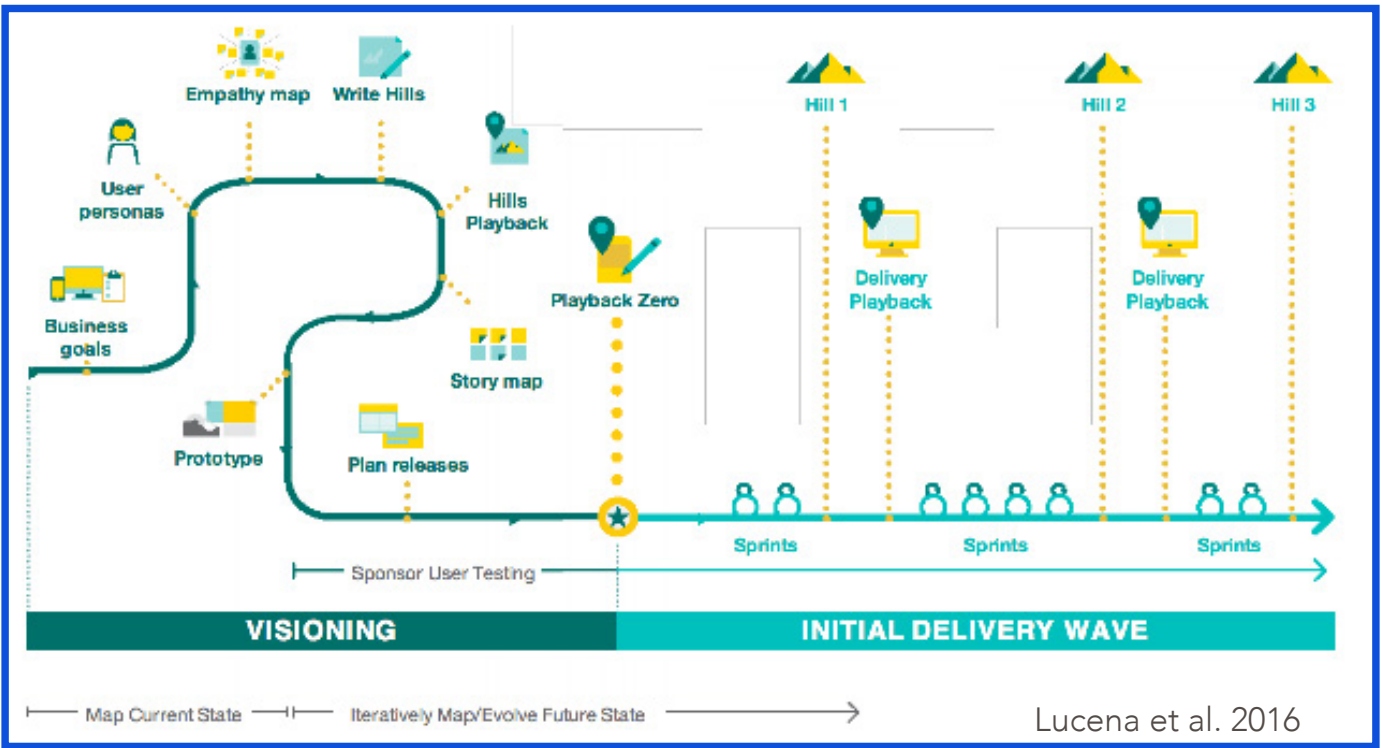 Empathy map
Write Hills
Hill 1
Hill 2
Hill 3
User
personas
Hills
Playback
Business
goals
Playback Zero
Delivery
Playback
Delivery
Playback
Story map
Prototype
Plan releases
Sprints
Sprints
Sprints
Sponsor User Testing
VISIONING
INITIAL DELIVERY WAVE
Map Current State
Iteratively Map/Evolve Future State
Lucena et al. 2016